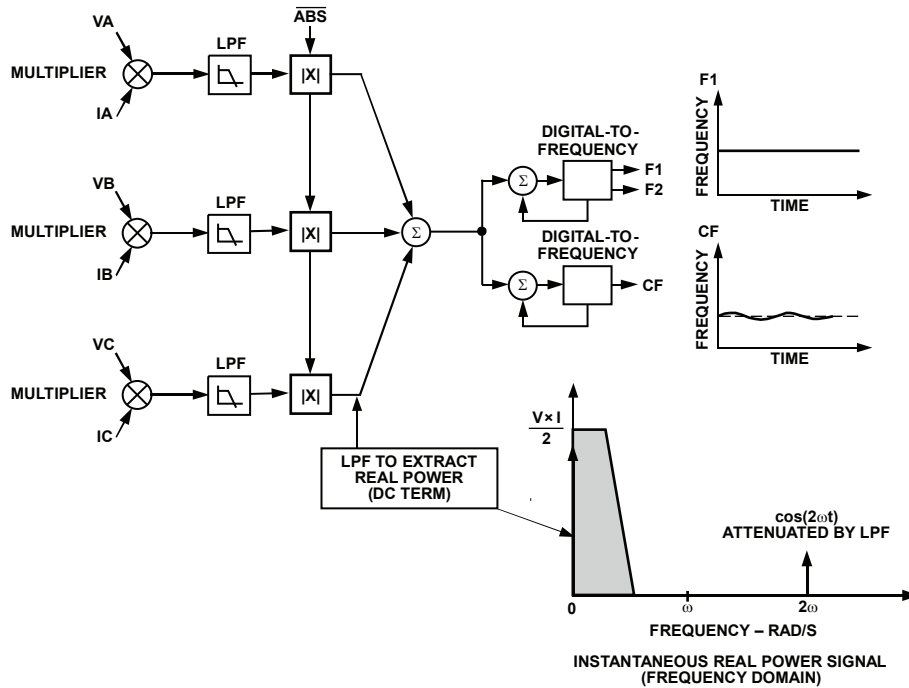 VA
ABS
LPF
MULTIPLIER
|X|
IA
F1
FREQUENCY
TIME
DIGITAL-TO-
FREQUENCY
Σ
F1
F2
VB
LPF
MULTIPLIER
|X|
Σ
IB
DIGITAL-TO-
FREQUENCY
Σ
CF
CF
FREQUENCY
TIME
VC
LPF
MULTIPLIER
|X|
IC
LPF TO EXTRACT
REAL POWER
(DC TERM)
V × I
2
cos(2ωt)
ATTENUATED BY LPF
0
ω
2ω
FREQUENCY – RAD/S
INSTANTANEOUS REAL POWER SIGNAL
(FREQUENCY DOMAIN)